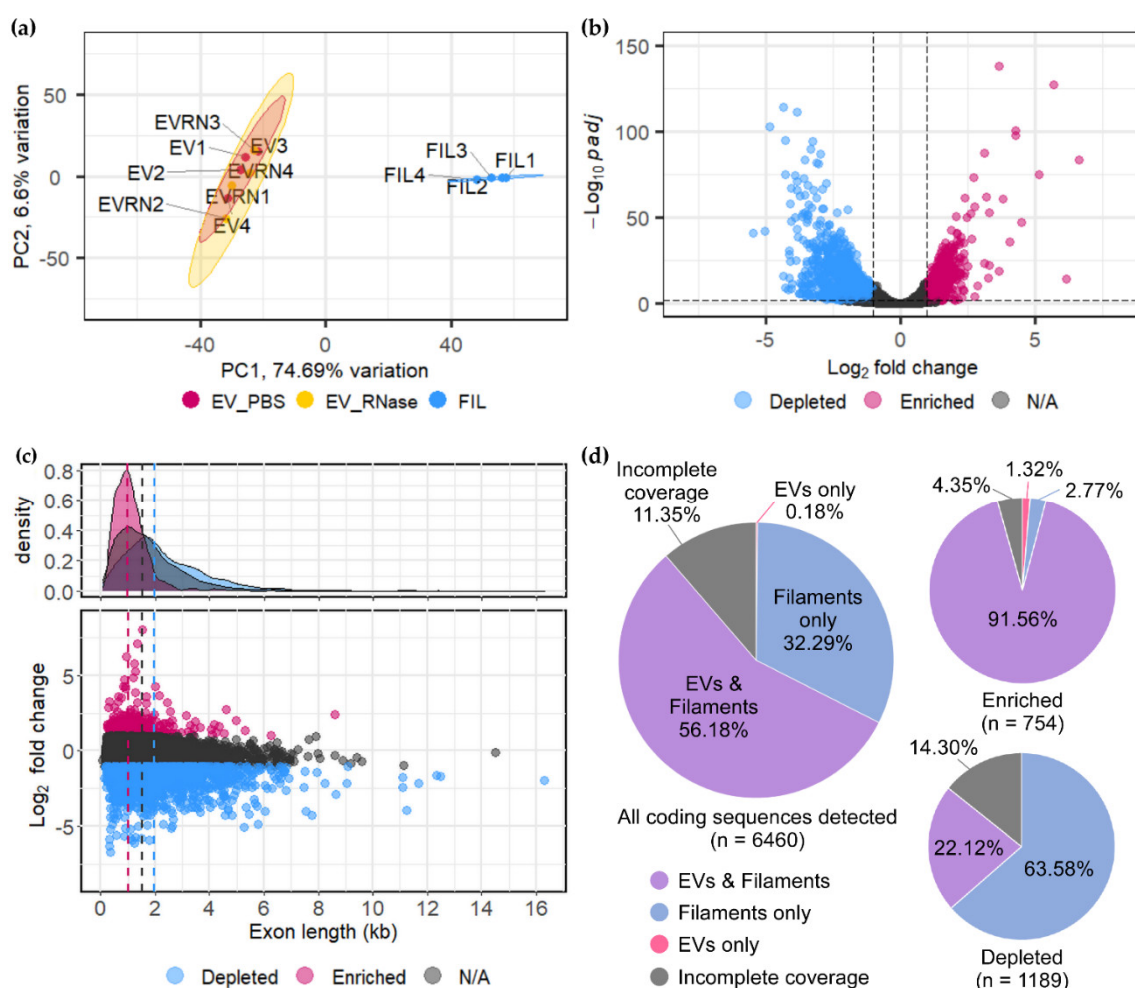 (a)
PC2, 6.6% variation
50
0
-50
EVRN3
EV1
EV3
EV2
EVRN4
EVRN1
EVRN2
EV4
FIL3
FIL1
FIL4
FIL2
-40
0
40
PC1, 74.69% variation
EV_PBS
EV_RNase
FIL
(b)
−Log10 padj
150
100
50
0
-5
0
5
Log2 fold change
Depleted
Enriched
N/A
(c)
density
0.8
0.6
0.4
0.2
0.0
Log2 fold change
5
0
-5
0
2
4
6
8
10
12
14
16
Exon length (kb)
Depleted
Enriched
N/A
(d)
Incomplete
coverage
11.35%
EVs only
0.18%
Filaments
only
32.29%
EVs &
Filaments
56.18%
All coding sequences detected
(n = 6460)
EVs & Filaments
Filaments only
EVs only
Incomplete coverage
1.32%
4.35%
2.77%
91.56%
Enriched
(n = 754)
14.30%
22.12%
63.58%
Depleted
(n = 1189)